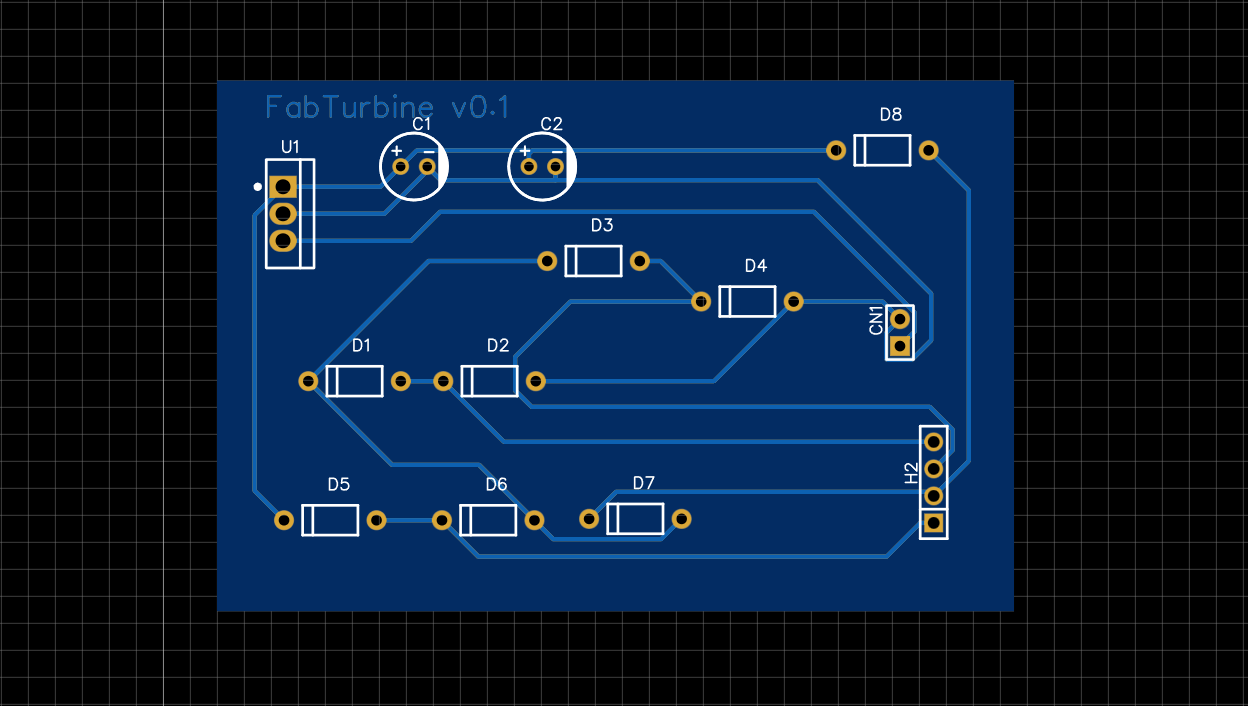 FabTurbine v0.1
C1
C2
D8
U1
+ −
+ −
D3
D4
CN1
D1
D2
H2
D5
D6
D7